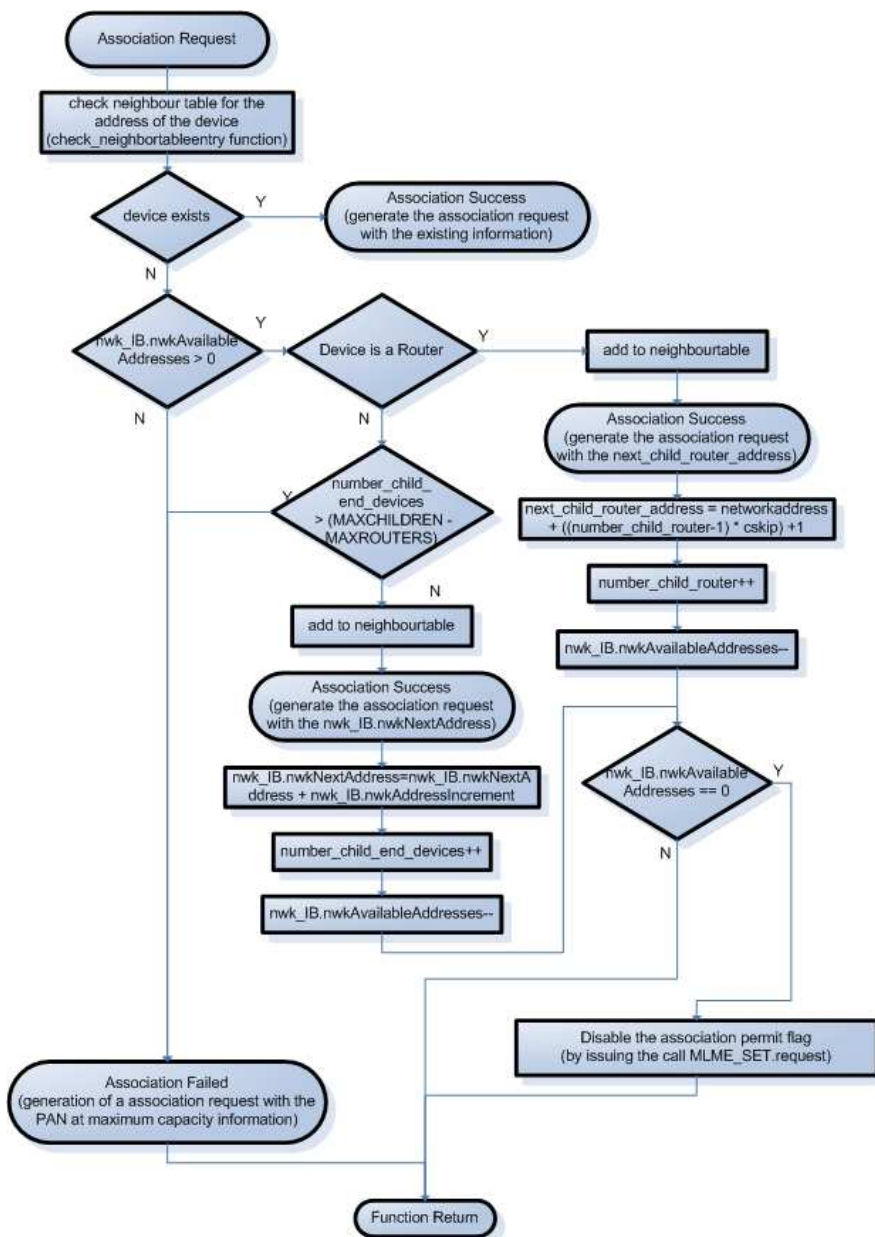 Association Request
check neighbour table for the
address of the device
(check_neighbortableentry function)
device exists
Y
Association Success
(generate the association request
with the existing information)
N
nwk_IB.nwkAvailable
Addresses > 0
Y
Device is a Router
Y
add to neighbourtable
N
N
Association Success
(generate the association request
with the next_child_router_address)
number_child_
end_devices
> (MAXCHILDREN -
MAXROUTERS)
Y
next_child_router_address = networkaddress
+ ((number_child_router-1) * cskip) +1
number_child_router++
N
add to neighbourtable
nwk_IB.nwkAvailableAddresses--
Association Success
(generate the association request
with the nwk_IB.nwkNextAddress)
nwk_IB.nwkNextAddress=nwk_IB.nwkNextA
ddress + nwk_IB.nwkAddressIncrement
nwk_IB.nwkAvailable
Addresses == 0
Y
number_child_end_devices++
N
nwk_IB.nwkAvailableAddresses--
Disable the association permit flag
(by issuing the call MLME_SET.request)
Association Failed
(generation of a association request with the
PAN at maximum capacity information)
Function Return